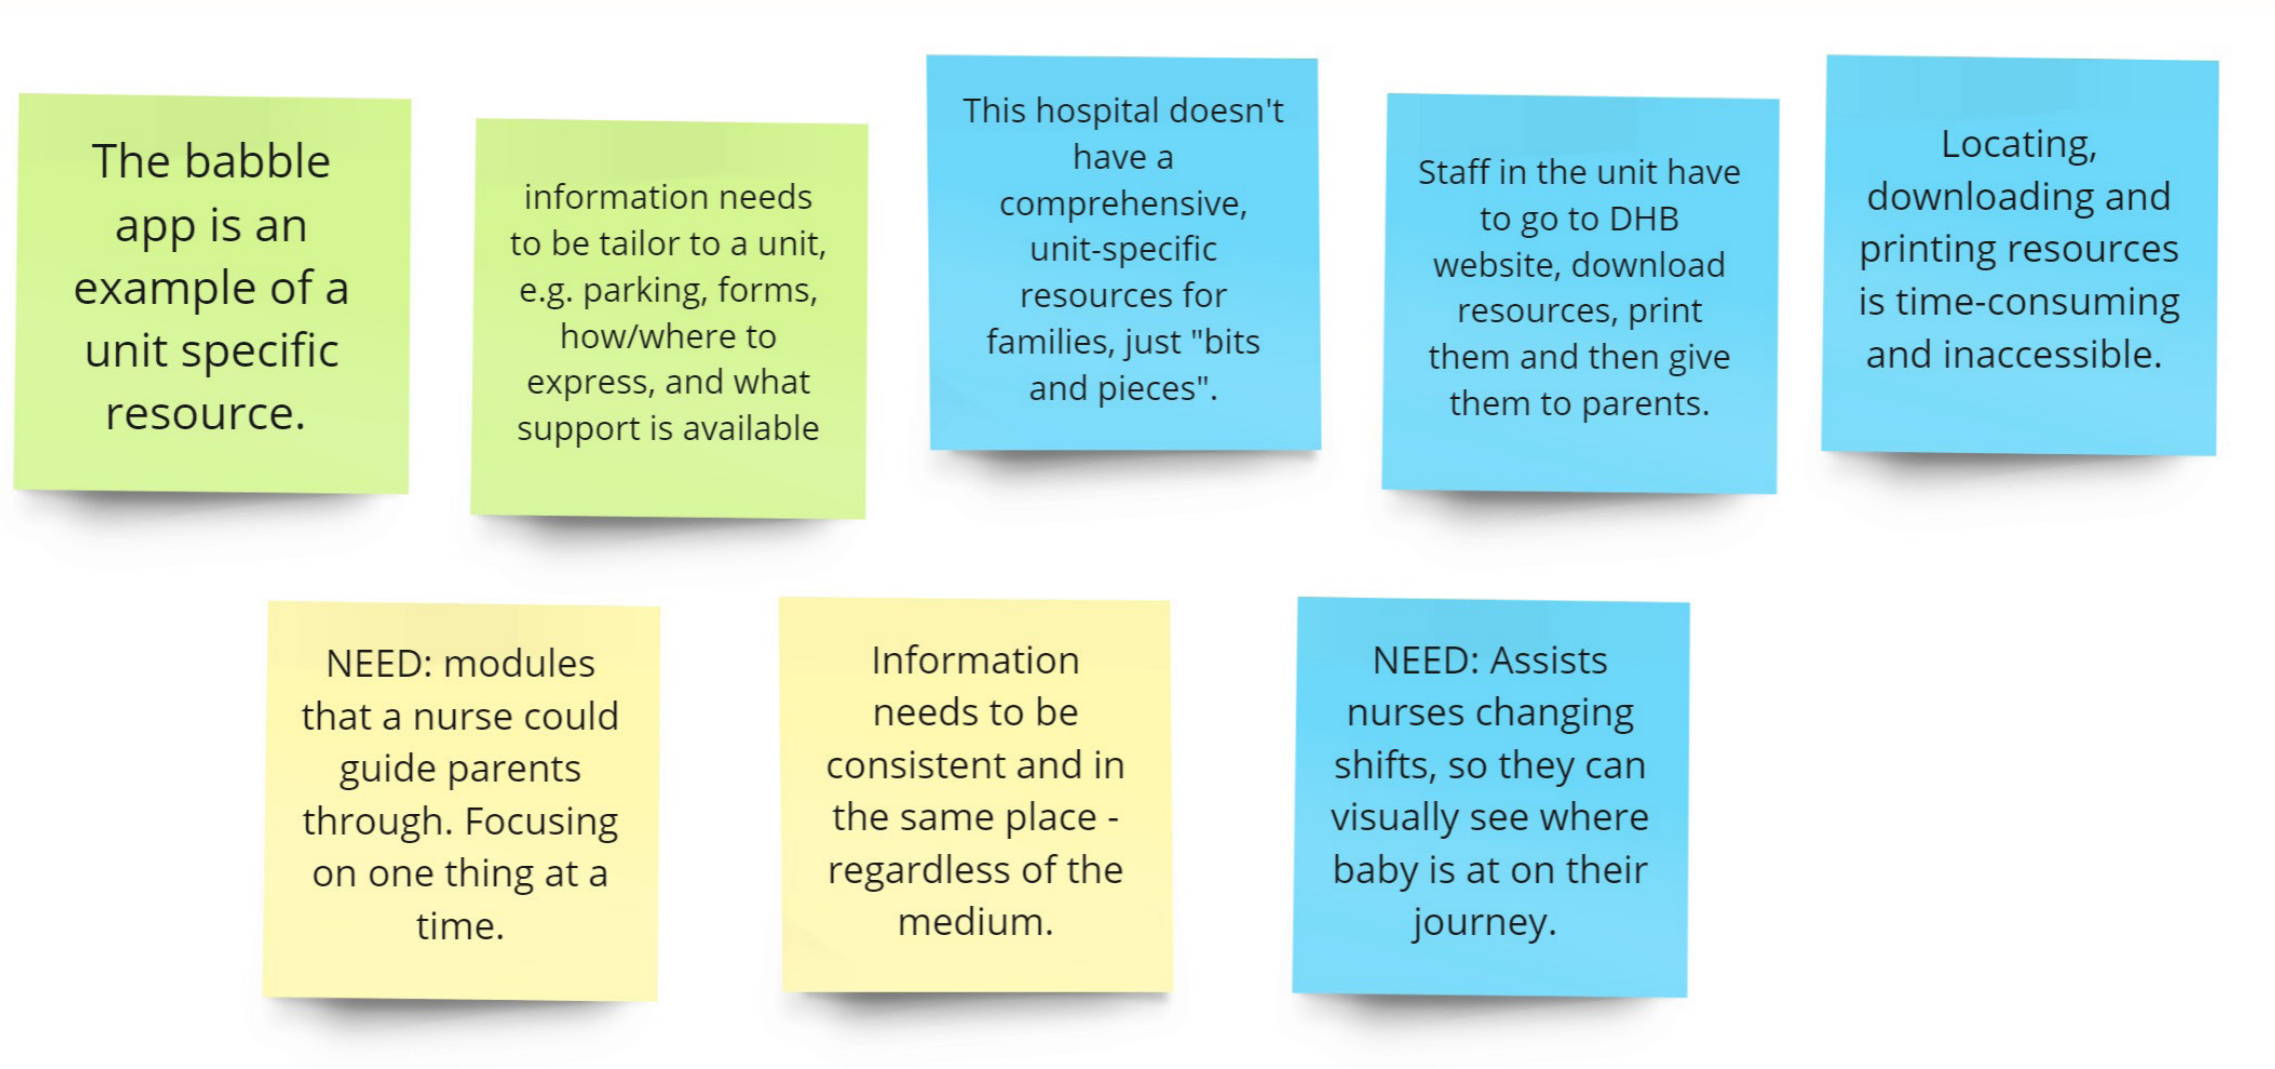 The babble
app is an
example of a
unit specific
resource.
information needs
to be tailor to a unit,
e.g. parking, forms,
how/where to
express, and what
support is available
This hospital doesn't
have a
comprehensive,
unit-specific
resources for
families, just "bits
and pieces".
Staff in the unit have
to go to DHB
website, download
resources, print
them and then give
them to parents.
Locating,
downloading and
printing resources
is time-consuming
and inaccessible.
NEED: modules
that a nurse could
guide parents
through. Focusing
on one thing at a
time.
Information
needs to be
consistent and in
the same place -
regardless of the
medium.
NEED: Assists
nurses changing
shifts, so they can
visually see where
baby is at on their
journey.